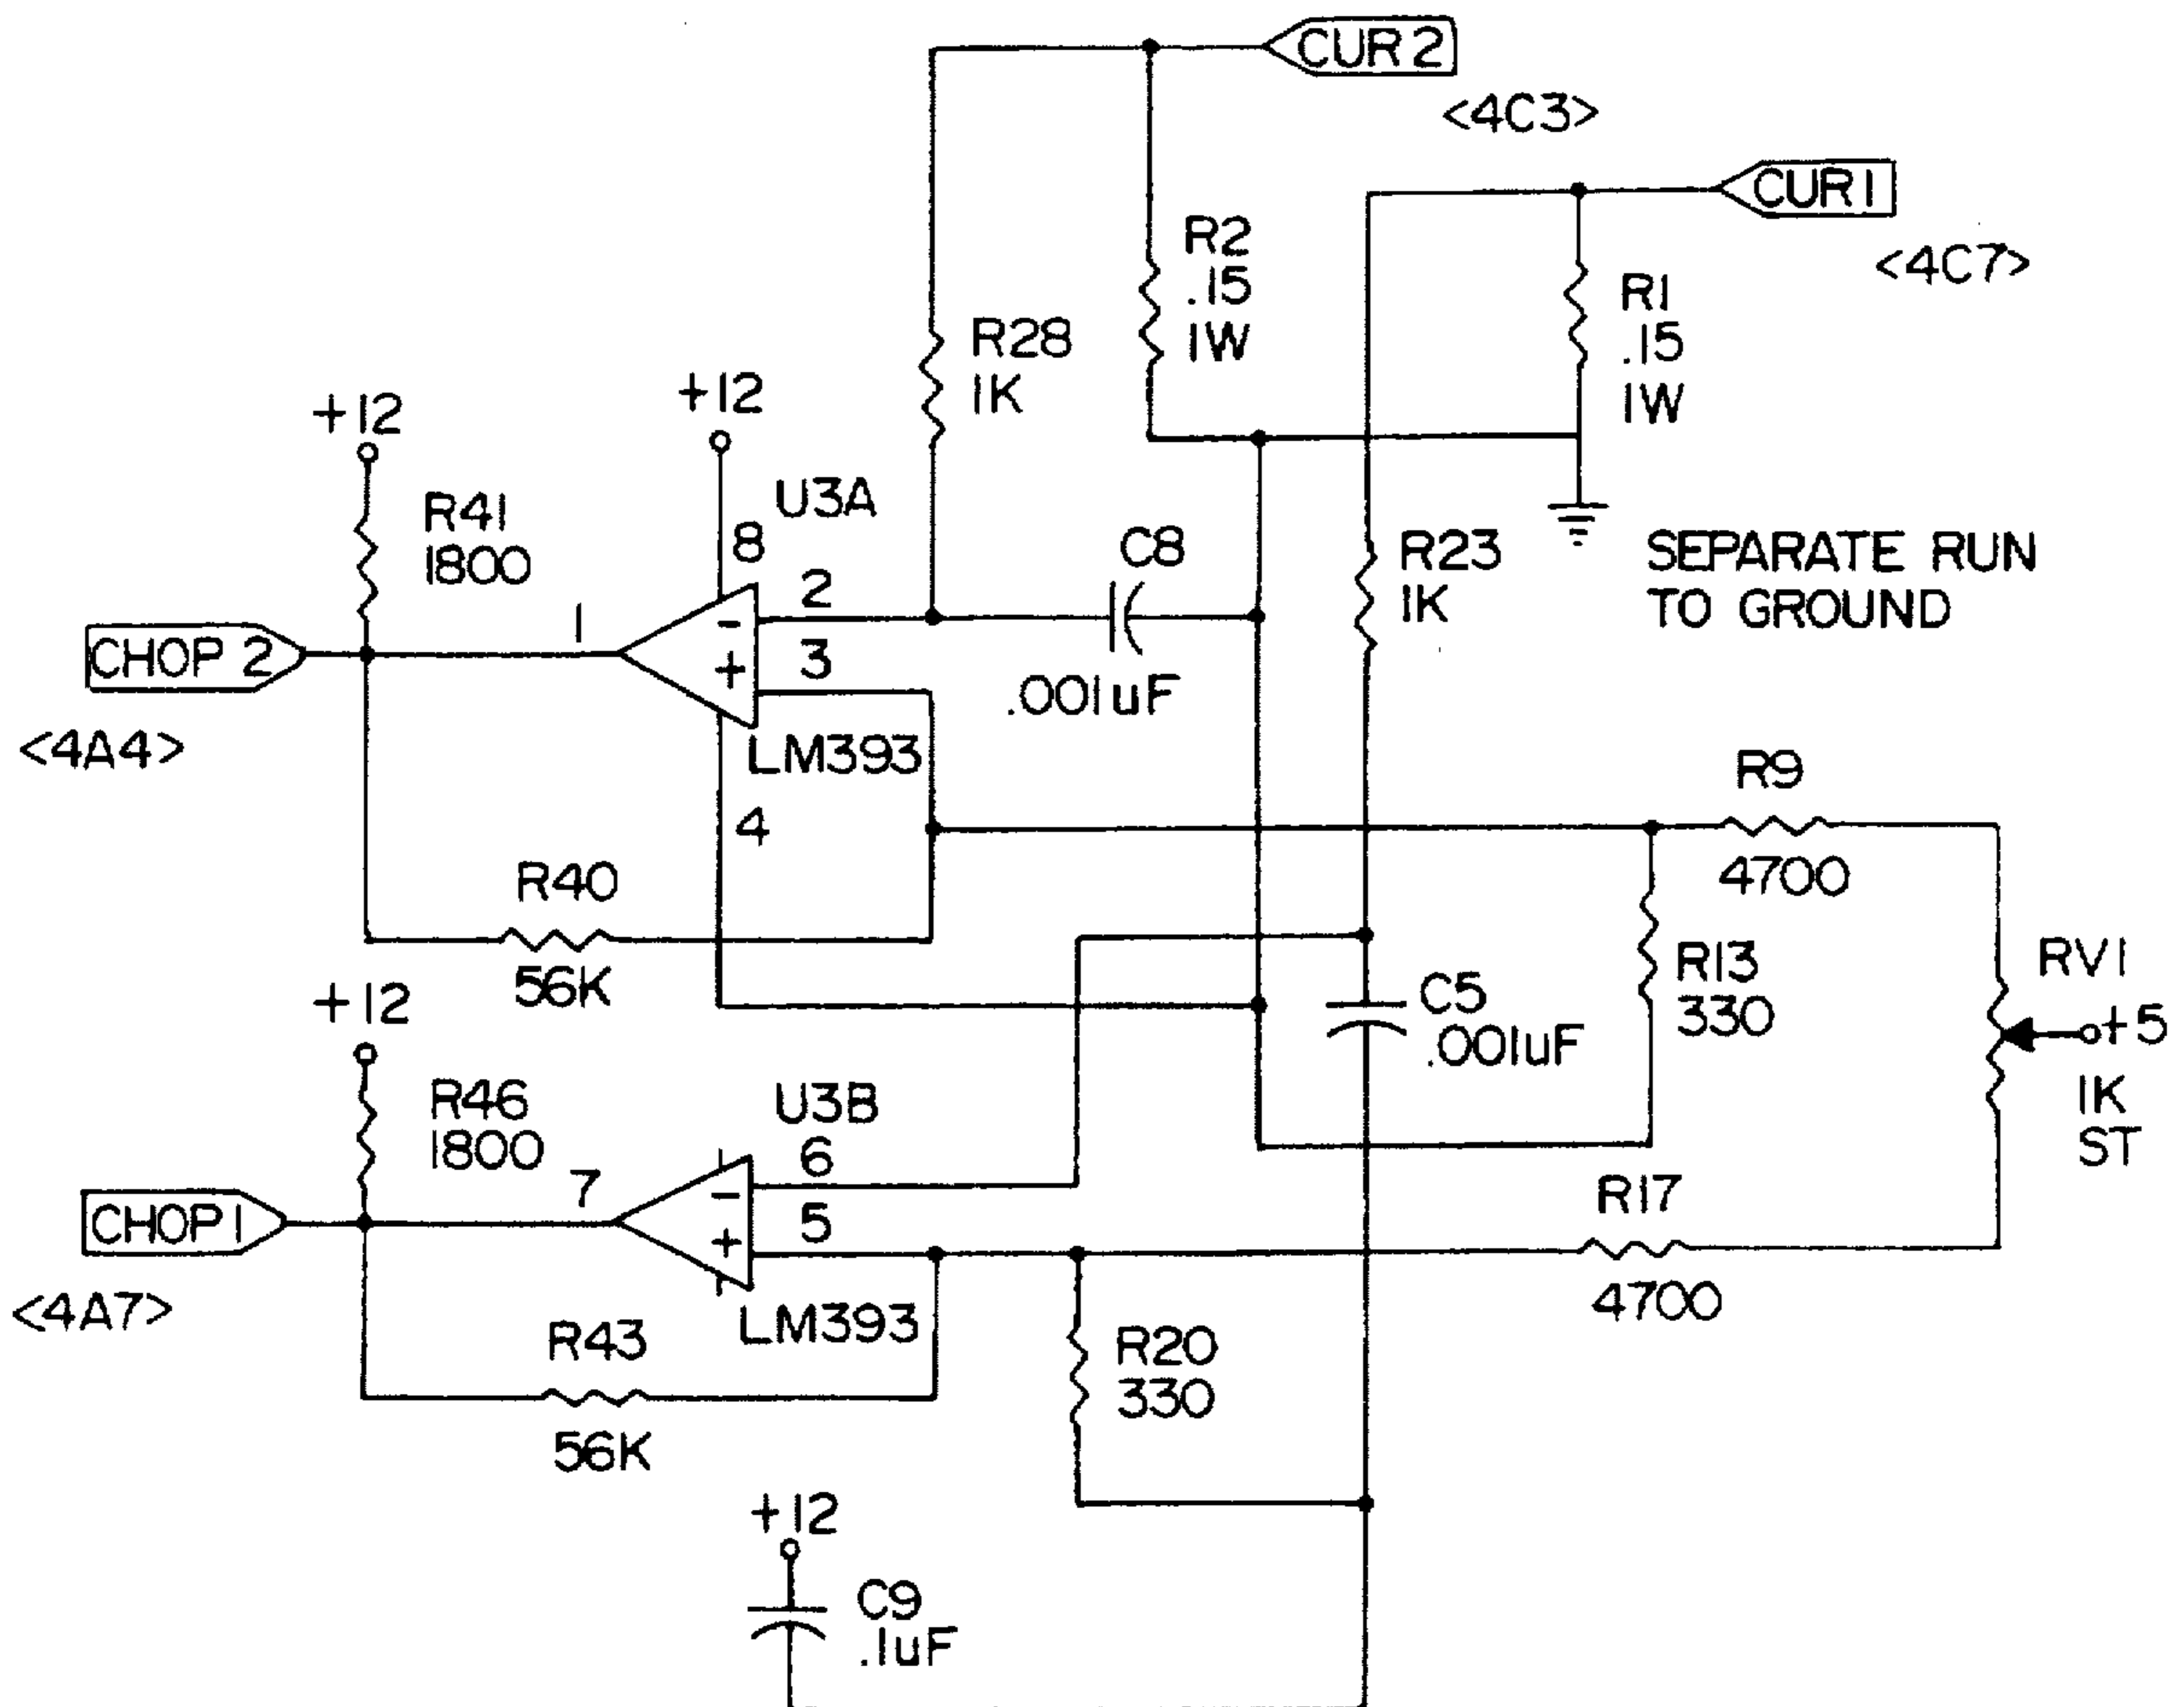 CUR 2
<4C3>
CUR 1
<4C7>
R2
.15
1W
R1
.15
1W
R28
1K
+12
+12
R41
1800
U3A
8
2
3
1
C8
.001uF
R23
1K
SEPARATE RUN
TO GROUND
CHOP 2
<4A4>
LM393
4
R9
4700
R40
56K
R13
330
RV1
+5
1K
ST
C5
.001uF
+12
R46
1800
U3B
6
5
7
CHOP 1
<4A7>
LM393
R17
4700
R43
56K
R20
330
+12
C9
.1uF
-
+
-
+